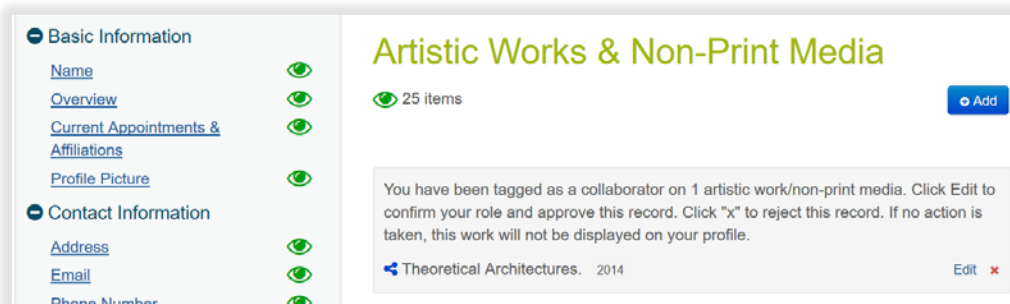 Basic Information
Name
Overview
Current Appointments &
Affiliations
Profile Picture
Contact Information
Address
Email
Phone Number
Artistic Works & Non-Print Media
25 items
Add
You have been tagged as a collaborator on 1 artistic work/non-print media. Click Edit to
confirm your role and approve this record. Click "x" to reject this record. If no action is
taken, this work will not be displayed on your profile.
Theoretical Architectures. 2014 Edit x